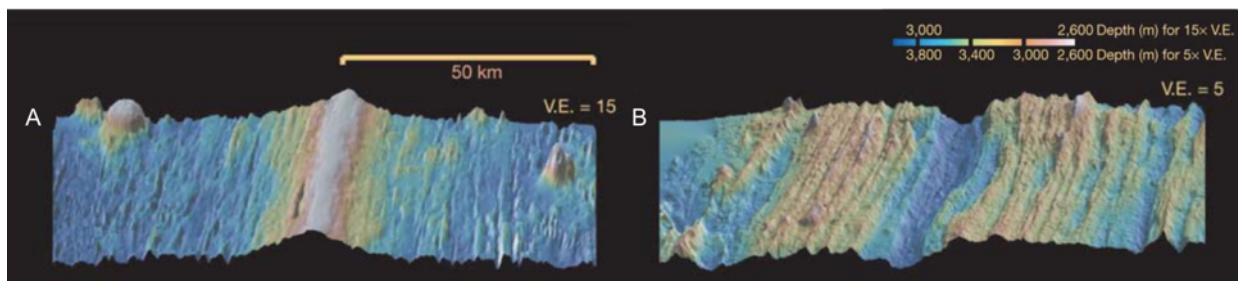 A
50 km
V.E. = 15
B
3,000 2,600 Depth (m) for 15× V.E.
3,800 3,400 3,000 2,600 Depth (m) for 5× V.E.
V.E. = 5